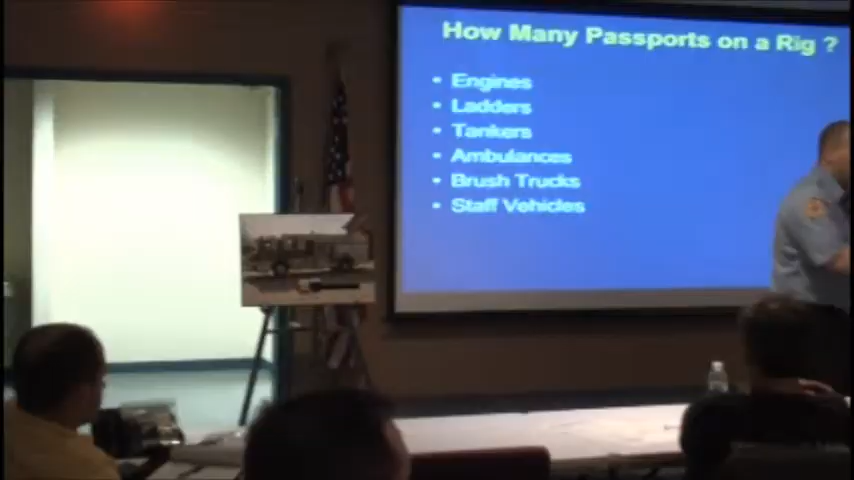 How Many Passports on a Rig ?
• Engines
• Ladders
• Tankers
• Ambulances
• Brush Trucks
• Staff Vehicles